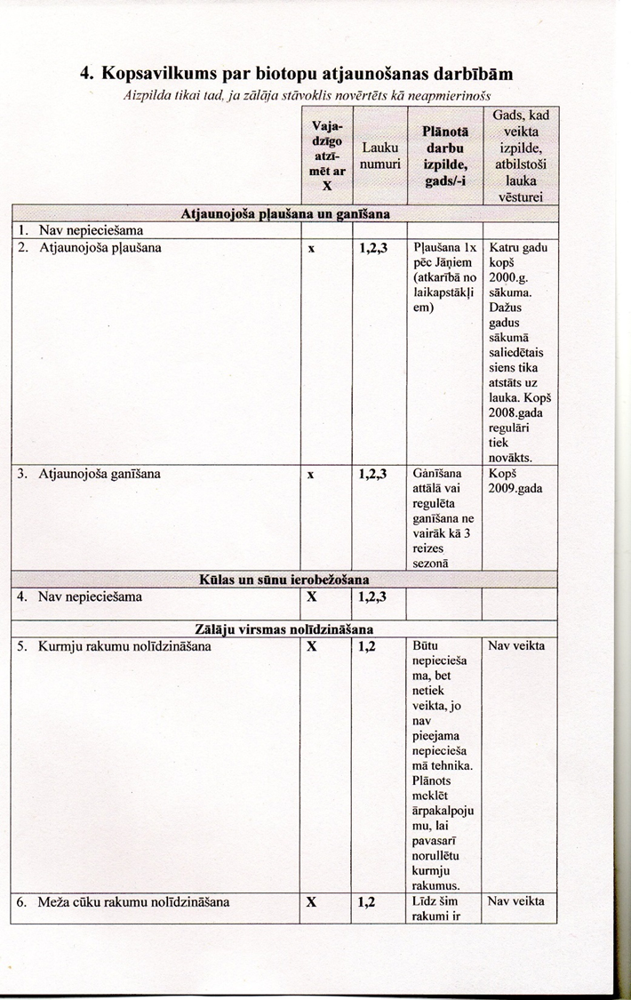 4. Kopsavilkums par biotopu atjaunošanas darbībām
Aizpilda tikai tad, ja zālāja stāvoklis novērtēts kā neapmierinošs
Vaja-
dzīgo
atzī-
mēt ar
X
Lauku
numuri
Plānotā
darbu
izpilde,
gads/-i
Gads, kad
veikta
izpilde,
atbilstoši
lauka
vēsturei
Atjaunojoša pļaušana un ganīšana
1. Nav nepieciešama
2. Atjaunojoša pļaušana
x
1,2,3
Pļaušana 1x
pēc Jāņiem
(atkarībā no
laikapstākļi
em)
Katru gadu
kopš
2000.g.
sākuma.
Dažus
gadus
sākumā
saliedētais
siens tika
atstāts uz
lauka. Kopš
2008.gada
regulāri
tiek
novākts.
3. Atjaunojoša ganīšana
x
1,2,3
Ganīšana
attālā vai
regulēta
ganīšana ne
vairāk kā 3
reizes
sezonā
Kopš
2009.gada
Kūlas un sūnu ierobežošana
4. Nav nepieciešama
X
1,2,3
Zālāju virsmas nolīdzināšana
5. Kurmju rakumu nolīdzināšana
X
1,2
Būtu
nepiecieša
ma, bet
netiek
veikta, jo
nav
pieejama
nepiecieša
mā tehnika.
Plānots
meklēt
ārpakalpoju
mu, lai
pavasarī
norullētu
kurmju
rakumus.
Nav veikta
6. Meža cūku rakumu nolīdzināšana
X
1,2
Līdz šim
rakumi ir
Nav veikta